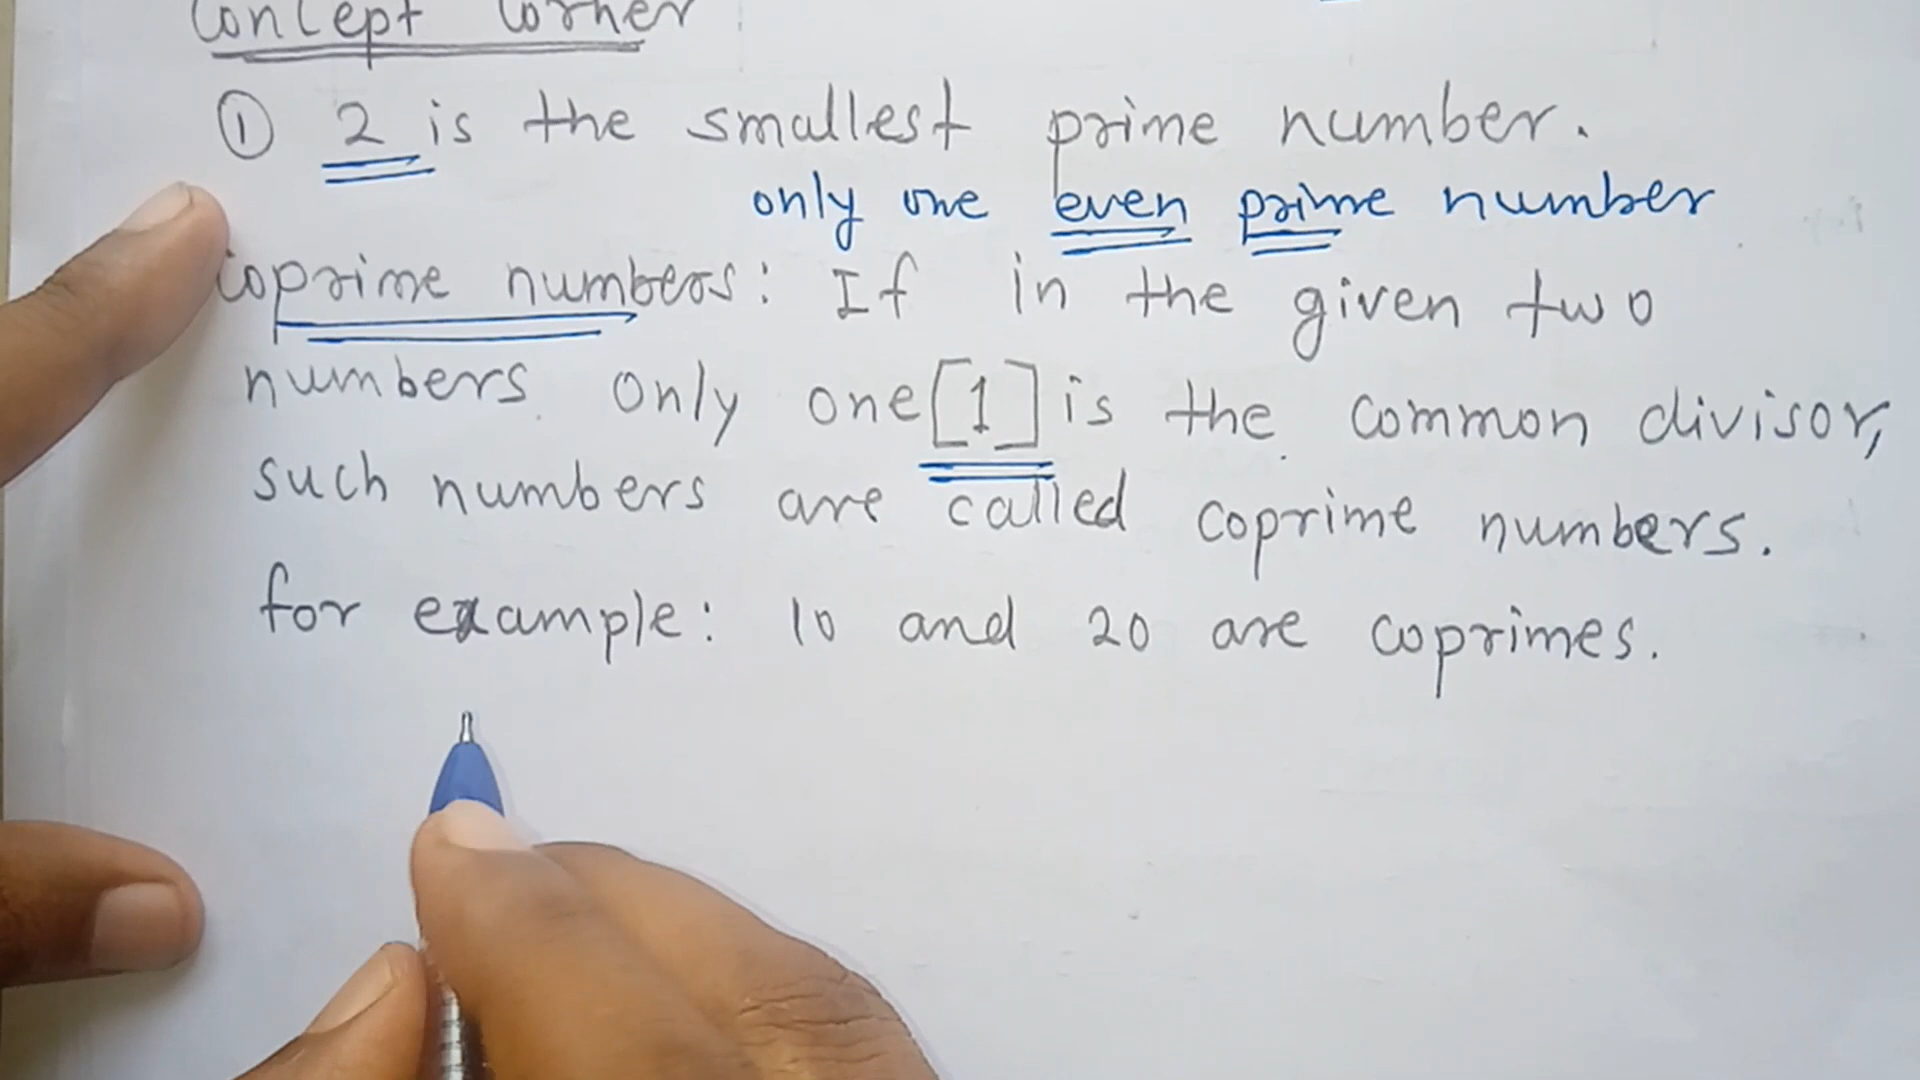 Concept Corner
① 2 is the smallest prime number.
only one even prime number
coprime numbers: If in the given two
numbers only one [1] is the common divisor,
such numbers are called coprime numbers.
for example: 10 and 20 are coprimes.